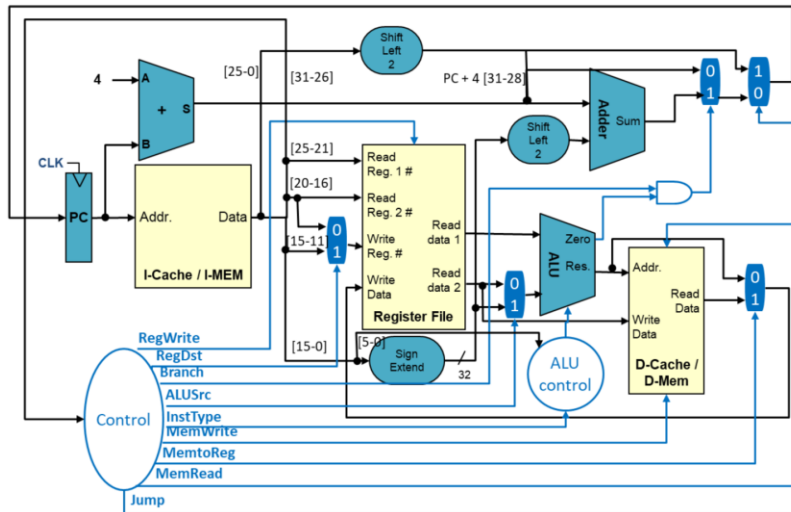 [25-0]
[31-26]
Shift
Left
2
PC + 4 [31-28]
4
A
B
+
S
Adder
Sum
0
1
1
0
Shift
Left
2
CLK
PC
Addr.
Data
I-Cache / I-MEM
[25-21]
[20-16]
[15-11]
0
1
Read
Reg. 1 #
Read
Reg. 2 #
Write
Reg. #
Write
Data
Read
data 1
Read
data 2
Register File
0
1
ALU
Zero
Res.
Addr.
Read
Data
Write
Data
D-Cache /
D-Mem
0
1
[15-0]
[5-0]
Sign
Extend
32
ALU
control
Control
RegWrite
RegDst
Branch
ALUSrc
InstType
MemWrite
MemtoReg
MemRead
Jump